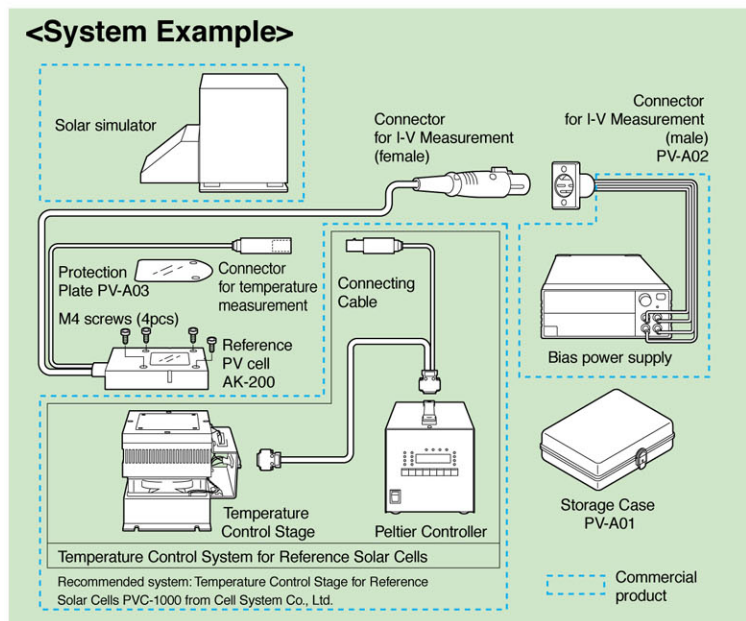 <System Example>
Solar simulator
Connector
for I-V Measurement
(female)
Connector
for I-V Measurement
(male)
PV-A02
Protection
Plate PV-A03
Connector
for temperature
measurement
Connecting
Cable
M4 screws (4pcs)
Reference
PV cell
AK-200
Bias power supply
Temperature
Control Stage
Peltier Controller
Storage Case
PV-A01
Temperature Control System for Reference Solar Cells
Recommended system: Temperature Control Stage for Reference
Solar Cells PVC-1000 from Cell System Co., Ltd.
Commercial
product